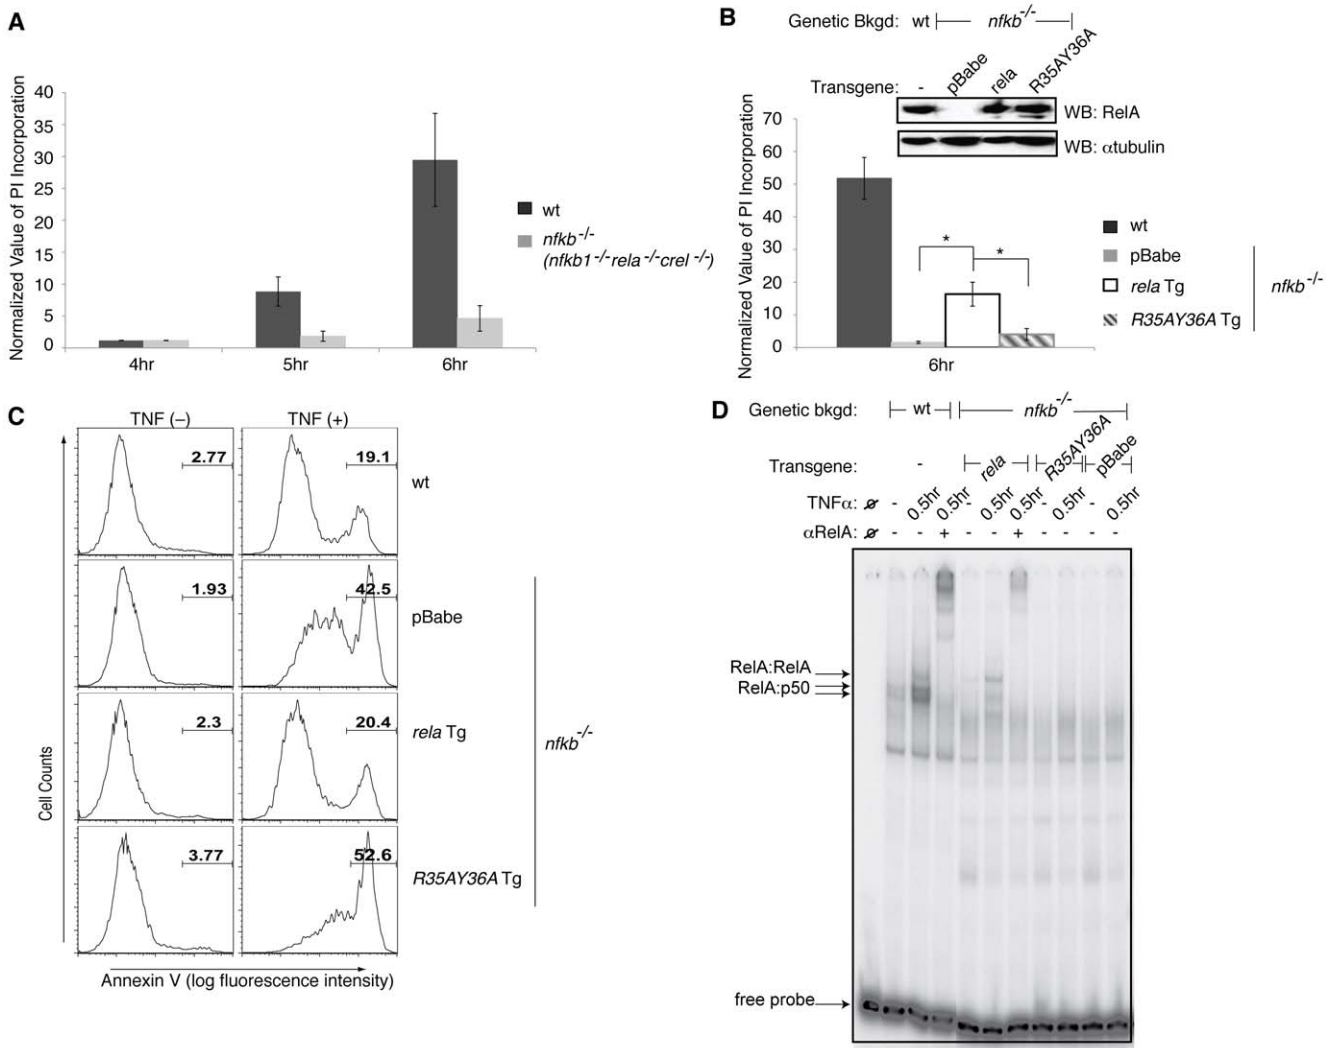 A
Normalized Value of PI Incorporation
40
35
30
25
20
15
10
5
0
4hr 5hr 6hr
wt
nfkb-/-
(nfkb1-/-rela-/-crel-/-)
B
Genetic Bkgd: wt nfkb-/-
Transgene: - pBabe rela R35AY36A
WB: RelA
WB: αtubulin
Normalized Value of PI Incorporation
70
60
50
40
30
20
10
0
* *
6hr
wt
pBabe
rela Tg
R35AY36A Tg
nfkb-/-
C
TNF (–) TNF (+)
2.77 19.1 wt
1.93 42.5 pBabe
2.3 20.4 rela Tg
3.77 52.6 R35AY36A Tg
nfkb-/-
Cell Counts
Annexin V (log fluorescence intensity)
D
Genetic bkgd: wt nfkb-/-
Transgene: - rela R35AY36A pBabe
TNFα: ø - 0.5hr 0.5hr - 0.5hr 0.5hr - 0.5hr - 0.5hr
αRelA: ø - - + - - + - - - -
RelA:RelA
RelA:p50
free probe